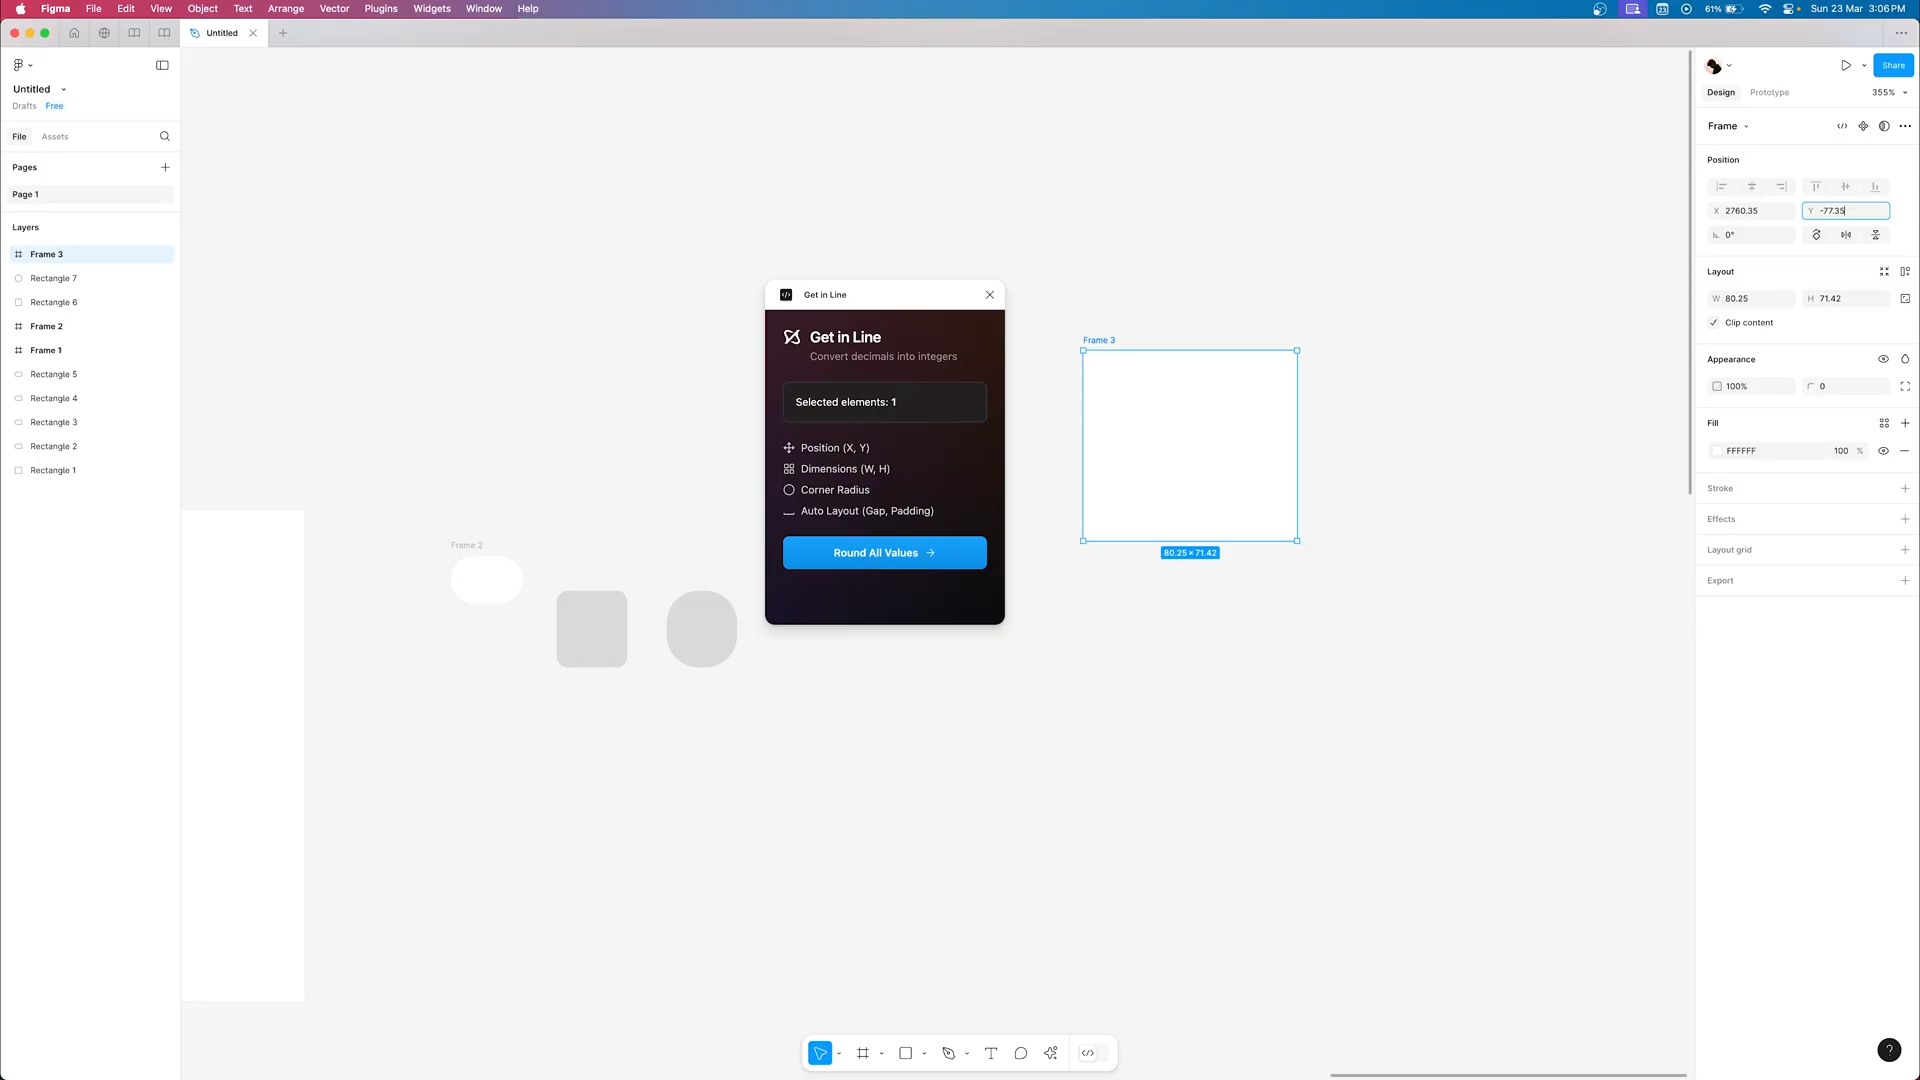 Figma File Edit View Object Text Arrange Vector Plugins Widgets Window Help
23 61% Sun 23 Mar 3:06 PM
Untitled
Untitled
Drafts Free
File Assets
Pages
Page 1
Layers
Frame 3
Rectangle 7
Rectangle 6
Frame 2
Frame 1
Rectangle 5
Rectangle 4
Rectangle 3
Rectangle 2
Rectangle 1
Frame 2
Get in Line
Get in Line
Convert decimals into integers
Selected elements: 1
Position (X, Y)
Dimensions (W, H)
Corner Radius
Auto Layout (Gap, Padding)
Round All Values
Frame 3
80.25 × 71.42
Share
Design Prototype 355%
Frame
Position
X 2760.35 Y -77.35
0°
Layout
W 80.25 H 71.42
Clip content
Appearance
100% 0
Fill
FFFFFF 100 %
Stroke
Effects
Layout grid
Export
?